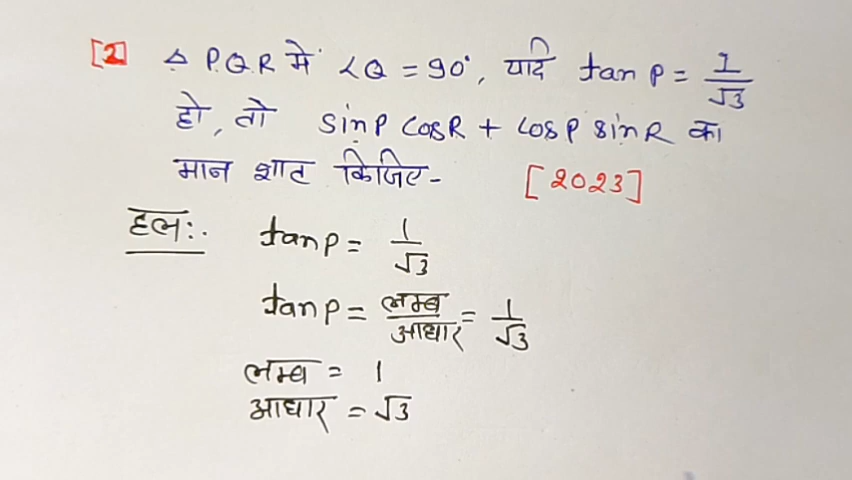 [2] △ P.Q.R में ∠Q = 90°, यदि tan P = 1/√3
हो, तो sinP cosR + cosP sinR का
मान ज्ञात किजिए- [2023]
हल:. tanP = 1/√3
tanP = लम्ब/आधार = 1/√3
लम्ब = 1
आधार = √3